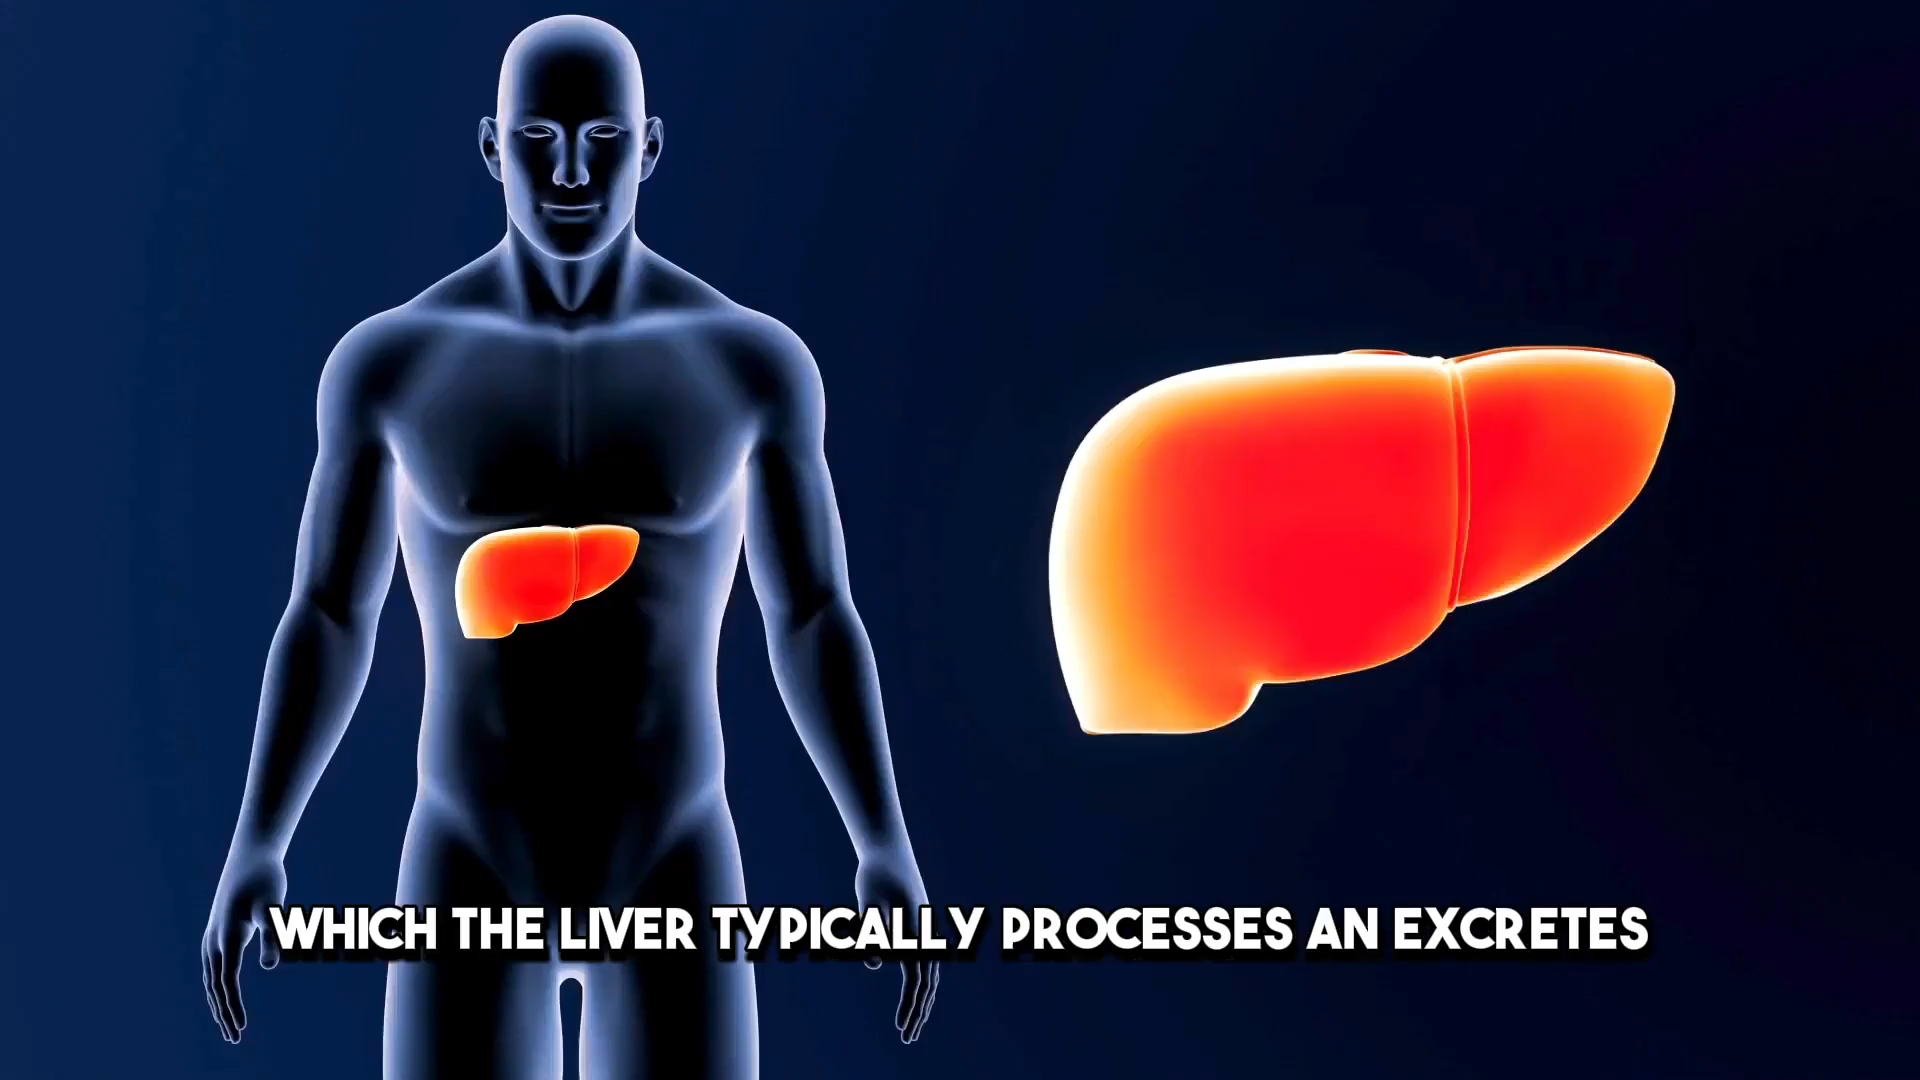 WHICH THE LIVER TYPICALLY PROCESSES AN EXCRETES